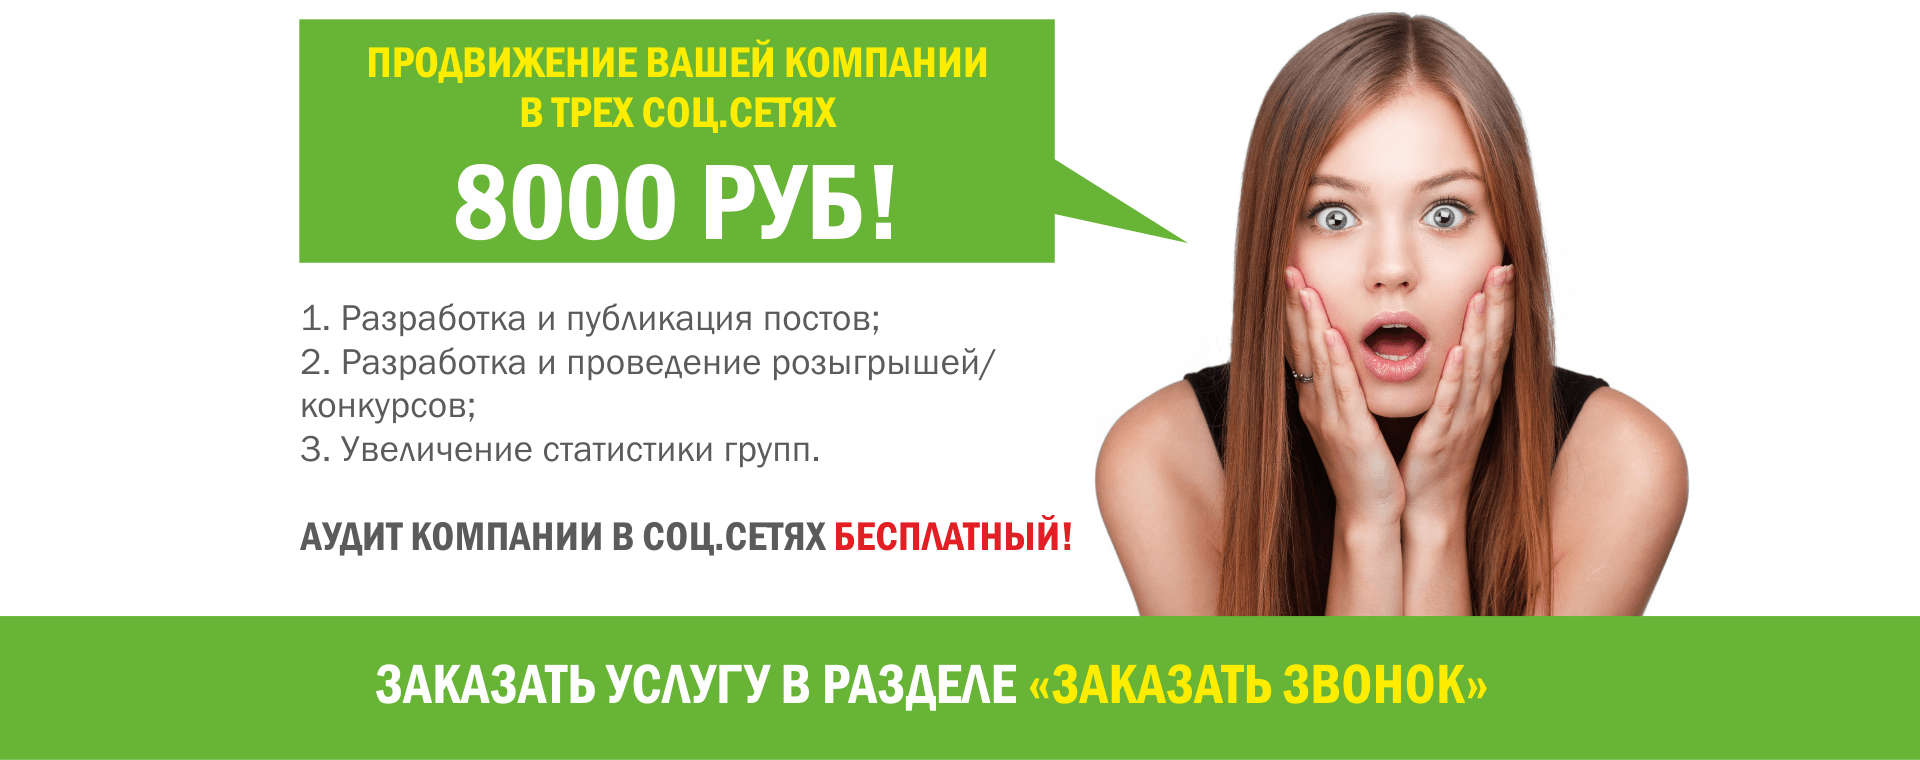 ПРОДВИЖЕНИЕ ВАШЕЙ КОМПАНИИ
В ТРЕХ СОЦ.СЕТЯХ
8000 РУБ!
1. Разработка и публикация постов;
2. Разработка и проведение розыгрышей/
конкурсов;
3. Увеличение статистики групп.
АУДИТ КОМПАНИИ В СОЦ.СЕТЯХ БЕСПЛАТНЫЙ!
ЗАКАЗАТЬ УСЛУГУ В РАЗДЕЛЕ «ЗАКАЗАТЬ ЗВОНОК»